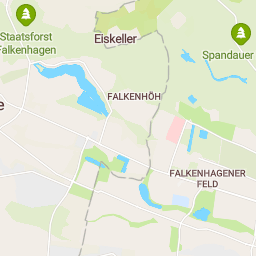 Staatsforst
Falkenhagen
Eiskeller
Spandauer
FALKENHÖH
e
FALKENHAGENER
FELD